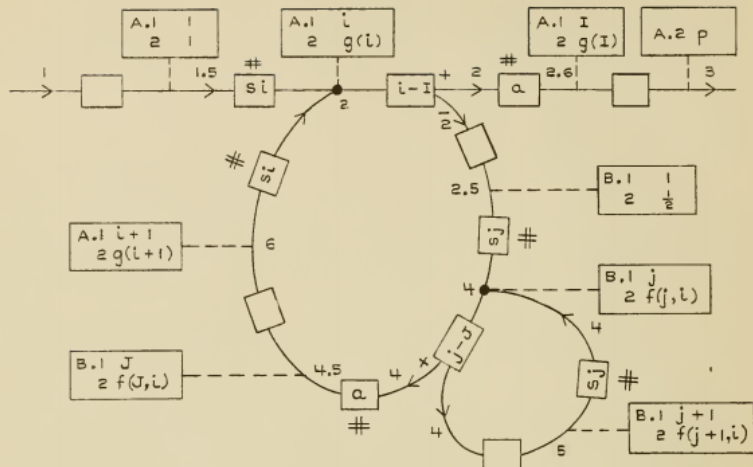 A.1 1
2 1
A.1 i
2 g(i)
A.1 I
2 g(I)
A.2 p
1
1.5
#
si
2
i-I
+
2
#
a
2.6
3
-
2
#
si
2.5
B.1 1
2 1/2
sj
#
A.1 i+1
2 g(i+1)
6
4
B.1 j
2 f(j,i)
j-J
4
B.1 J
2 f(J,i)
4.5
a
#
4
+
sj
#
4
5
B.1 j+1
2 f(j+1,i)